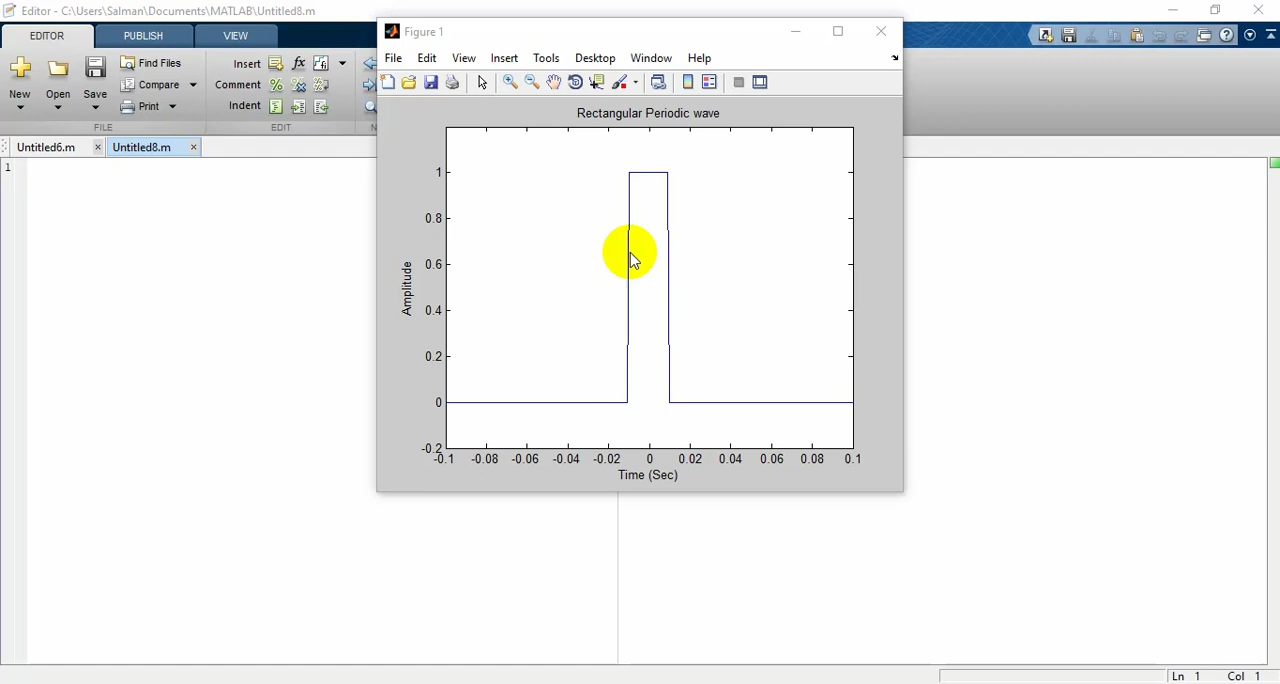 Editor - C:\Users\Salman\Documents\MATLAB\Untitled8.m
EDITOR
PUBLISH
VIEW
New
Open
Save
Find Files
Compare
Print
FILE
Insert
fx
Comment
Indent
EDIT
N
Untitled6.m
Untitled8.m
1
Figure 1
File Edit View Insert Tools Desktop Window Help
Rectangular Periodic wave
1
0.8
0.6
0.4
0.2
0
-0.2
Amplitude
-0.1 -0.08 -0.06 -0.04 -0.02 0 0.02 0.04 0.06 0.08 0.1
Time (Sec)
Ln 1 Col 1